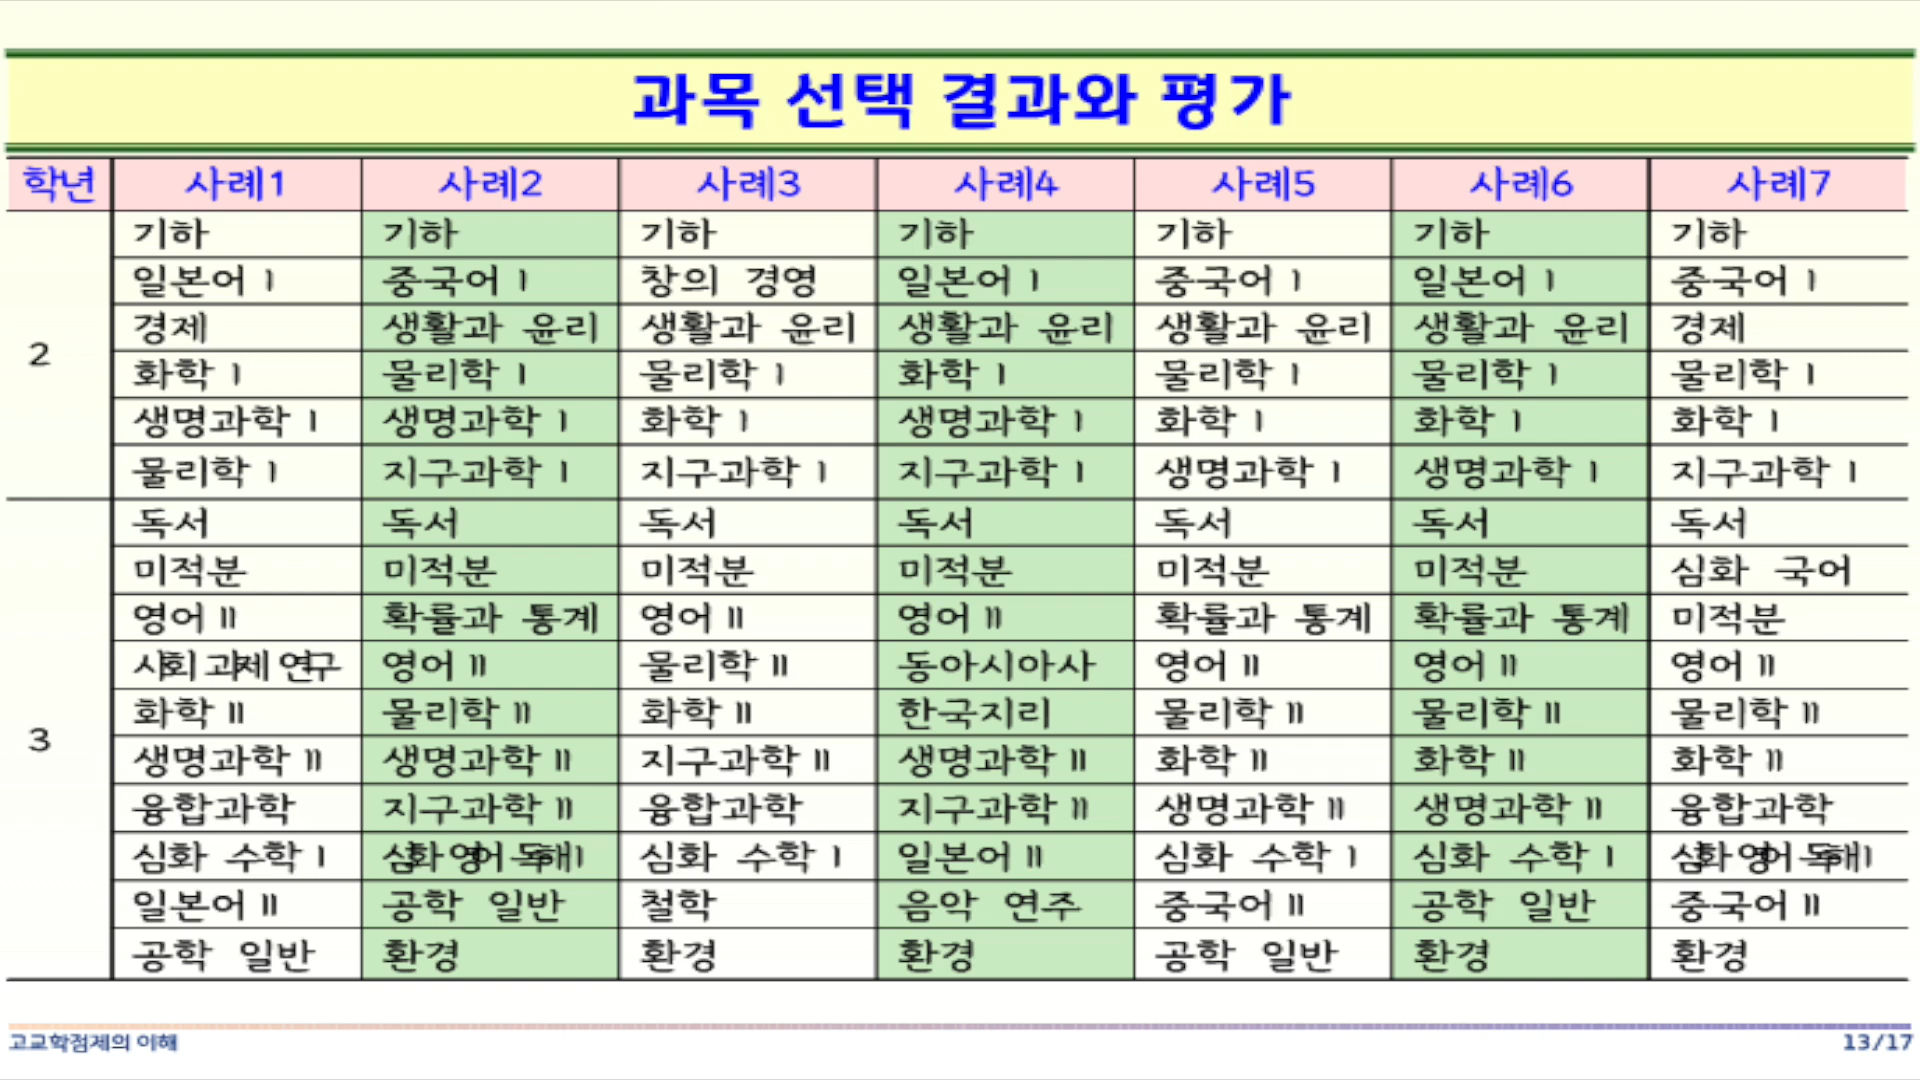 과목 선택 결과와 평가
학년 사례1 사례2 사례3 사례4 사례5 사례6 사례7
기하 기하 기하 기하 기하 기하 기하
일본어 I 중국어 I 창의 경영 일본어 I 중국어 I 일본어 I 중국어 I
경제 생활과 윤리 생활과 윤리 생활과 윤리 생활과 윤리 생활과 윤리 경제
2
화학 I 물리학 I 물리학 I 화학 I 물리학 I 물리학 I 물리학 I
생명과학 I 생명과학 I 화학 I 생명과학 I 화학 I 화학 I 화학 I
물리학 I 지구과학 I 지구과학 I 지구과학 I 생명과학 I 생명과학 I 지구과학 I
독서 독서 독서 독서 독서 독서 독서
미적분 미적분 미적분 미적분 미적분 미적분 심화 국어
영어 II 확률과 통계 영어 II 영어 II 확률과 통계 확률과 통계 미적분
사회 과제 연구 영어 II 물리학 II 동아시아사 영어 II 영어 II 영어 II
화학 II 물리학 II 화학 II 한국지리 물리학 II 물리학 II 물리학 II
3
생명과학 II 생명과학 II 지구과학 II 생명과학 II 화학 II 화학 II 화학 II
융합과학 지구과학 II 융합과학 지구과학 II 생명과학 II 생명과학 II 융합과학
심화 수학 I 심화 영어 독해 I 심화 수학 I 일본어 II 심화 수학 I 심화 수학 I 심화 영어 독해 I
일본어 II 공학 일반 철학 음악 연주 중국어 II 공학 일반 중국어 II
공학 일반 환경 환경 환경 공학 일반 환경 환경
고교학점제의 이해 13/17